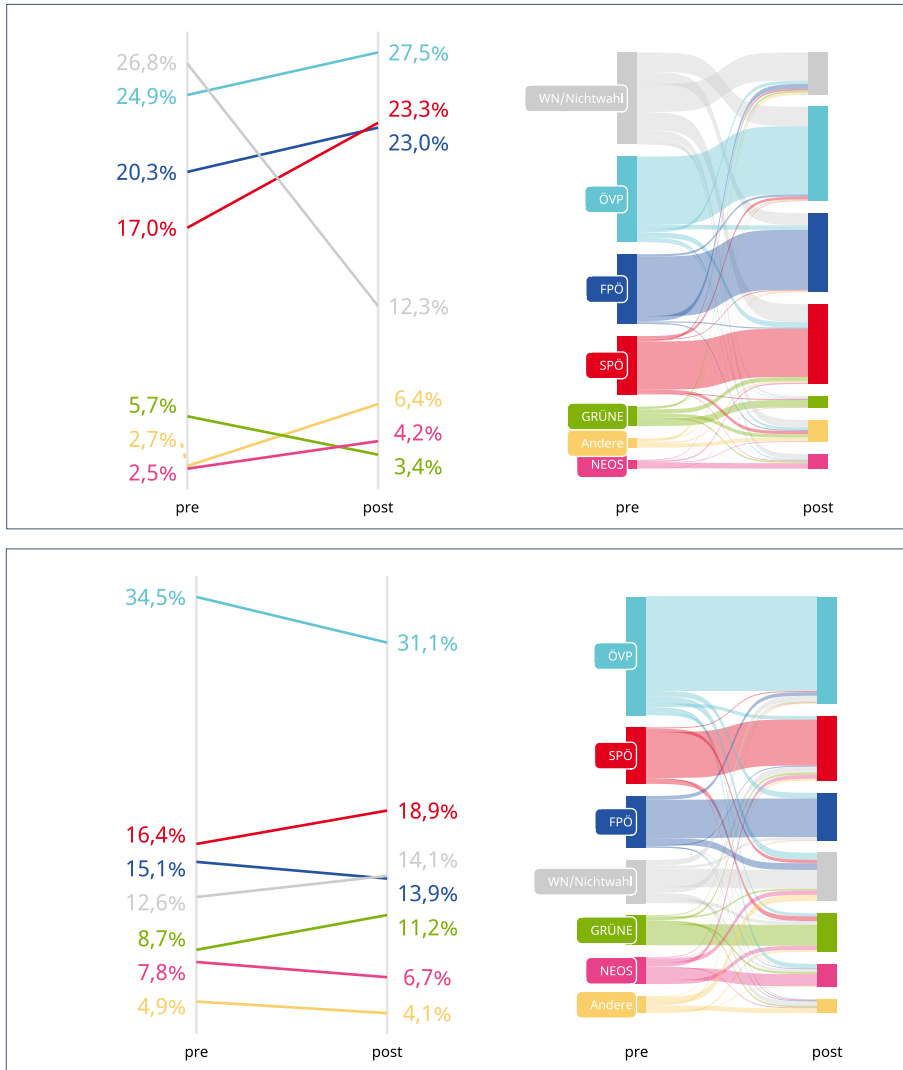 26,8%
24,9%
20,3%
17,0%
5,7%
2,7%
2,5%
27,5%
23,3%
23,0%
12,3%
6,4%
4,2%
3,4%
pre
post
WN/Nichtwahl
ÖVP
FPÖ
SPÖ
GRÜNE
Andere
NEOS
pre
post
34,5%
16,4%
15,1%
12,6%
8,7%
7,8%
4,9%
31,1%
18,9%
14,1%
13,9%
11,2%
6,7%
4,1%
pre
post
ÖVP
SPÖ
FPÖ
WN/Nichtwahl
GRÜNE
NEOS
Andere
pre
post